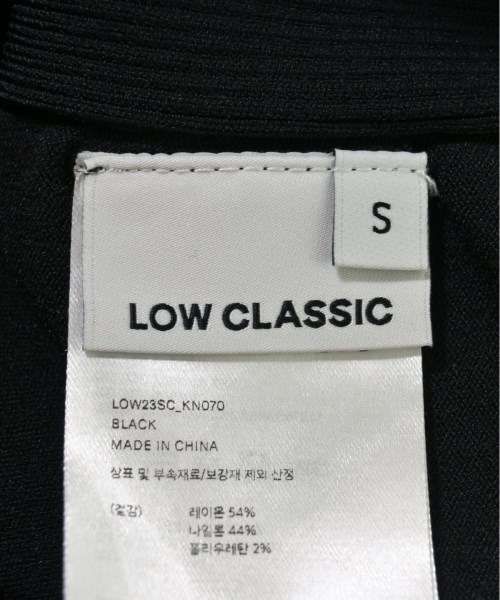 S
LOW CLASSIC
LOW23SC_KN070
BLACK
MADE IN CHINA
상표 및 부속재료/보강재 제외 산정
(겉감) 레이온 54%
나일론 44%
폴리우레탄 2%